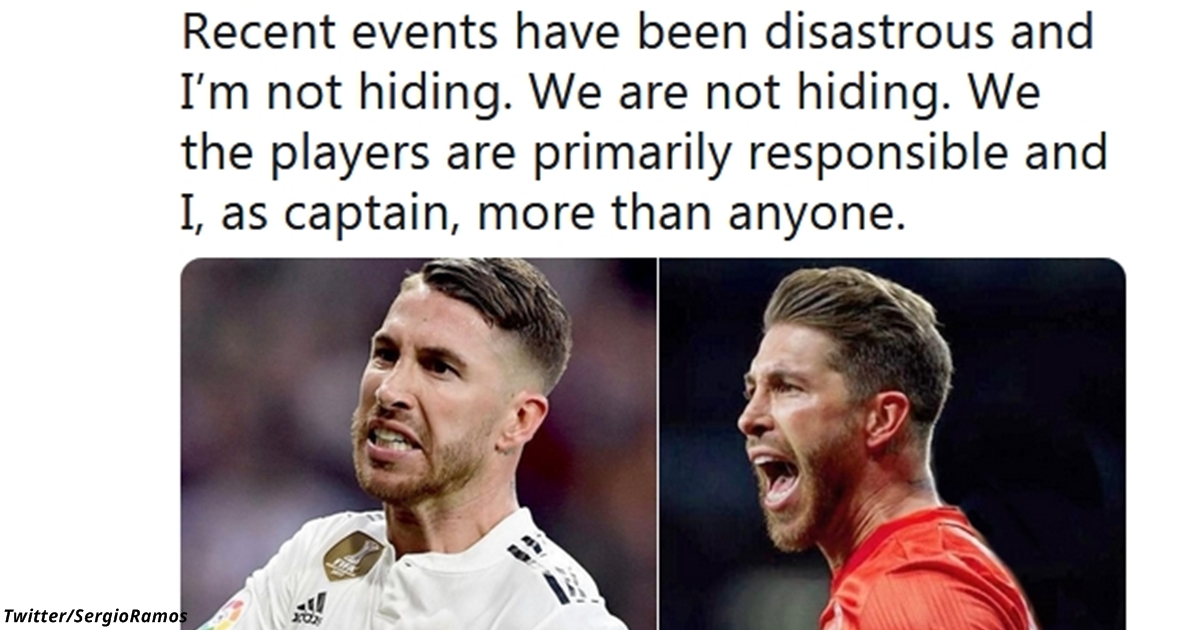 Recent events have been disastrous and
I'm not hiding. We are not hiding. We
the players are primarily responsible and
I, as captain, more than anyone.
FIFA
Twitter/SergioRamos